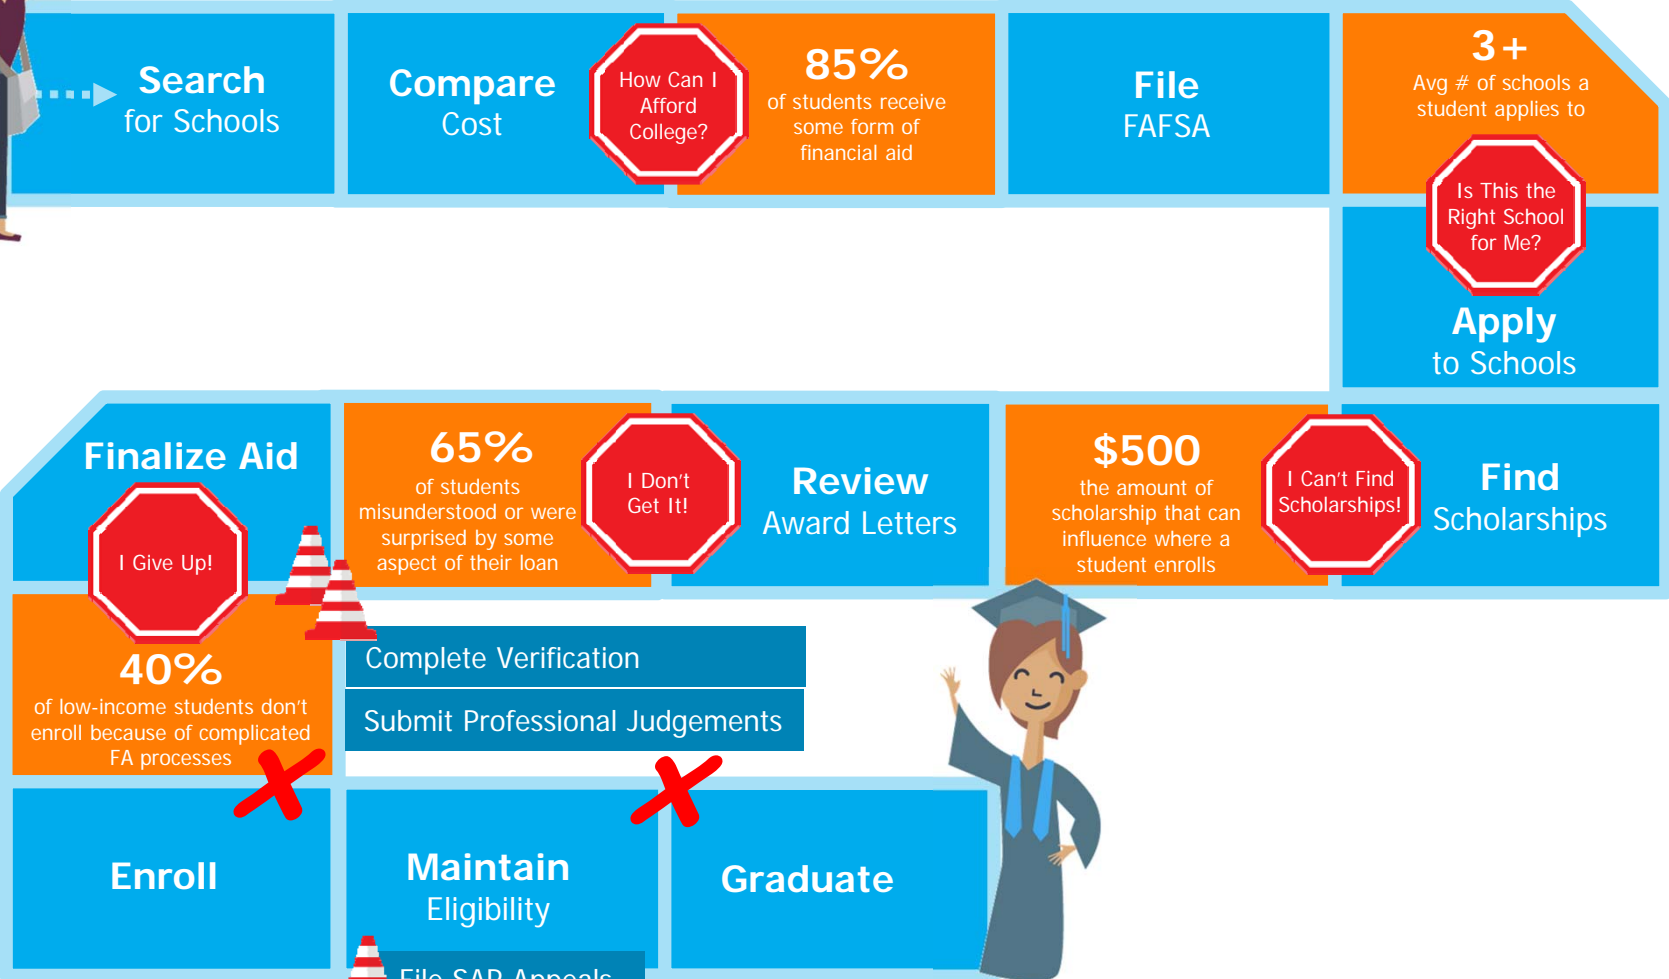 Search
for Schools
Compare
Cost
How Can I
Afford
College?
85%
of students receive
some form of
financial aid
File
FAFSA
3+
Avg # of schools a
student applies to
Is This the
Right School
for Me?
Apply
to Schools
Find
Scholarships
I Can't Find
Scholarships!
$500
the amount of
scholarship that can
influence where a
student enrolls
Review
Award Letters
I Don't
Get It!
65%
of students
misunderstood or were
surprised by some
aspect of their loan
Finalize Aid
I Give Up!
Complete Verification
Submit Professional Judgements
40%
of low-income students don't
enroll because of complicated
FA processes
Enroll
Maintain
Eligibility
File SAP Appeals
Graduate